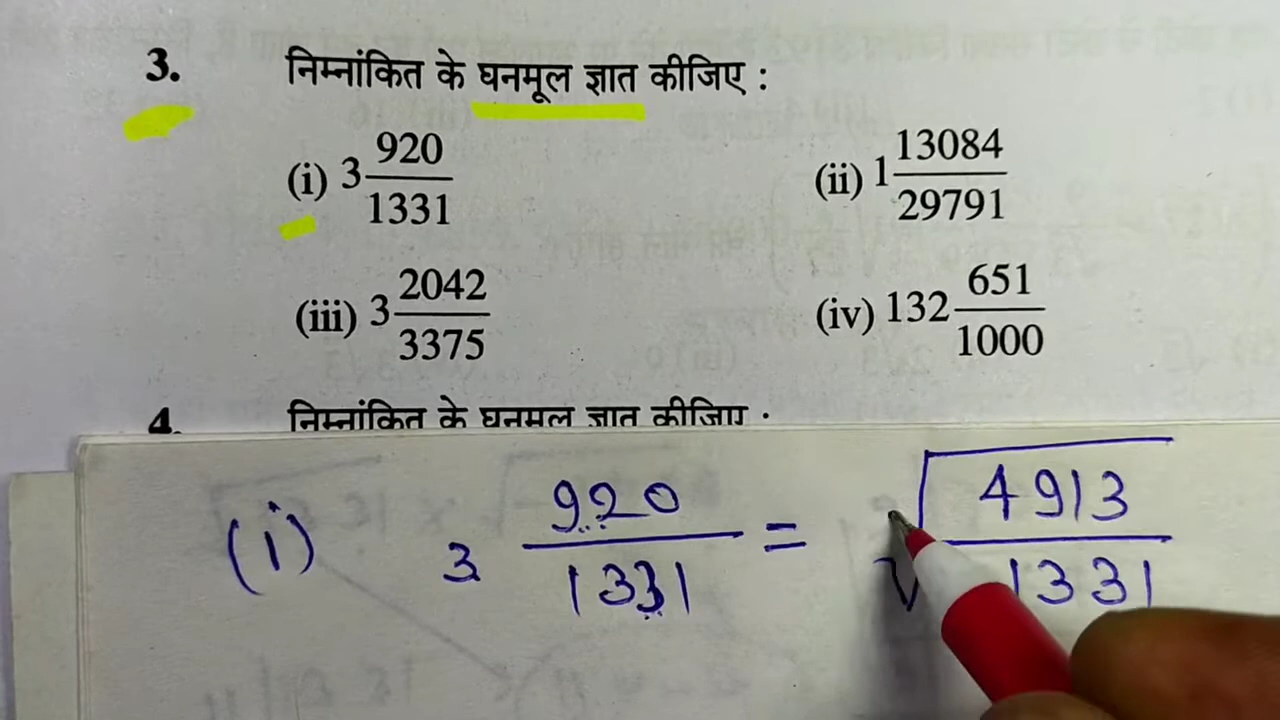 3. निम्नांकित के घनमूल ज्ञात कीजिए :
(i) 3 920/1331 (ii) 1 13084/29791
(iii) 3 2042/3375 (iv) 132 651/1000
4. निम्नांकित के घनमूल ज्ञात कीजिए :
(i) 3 920/1331 = √4913/1331